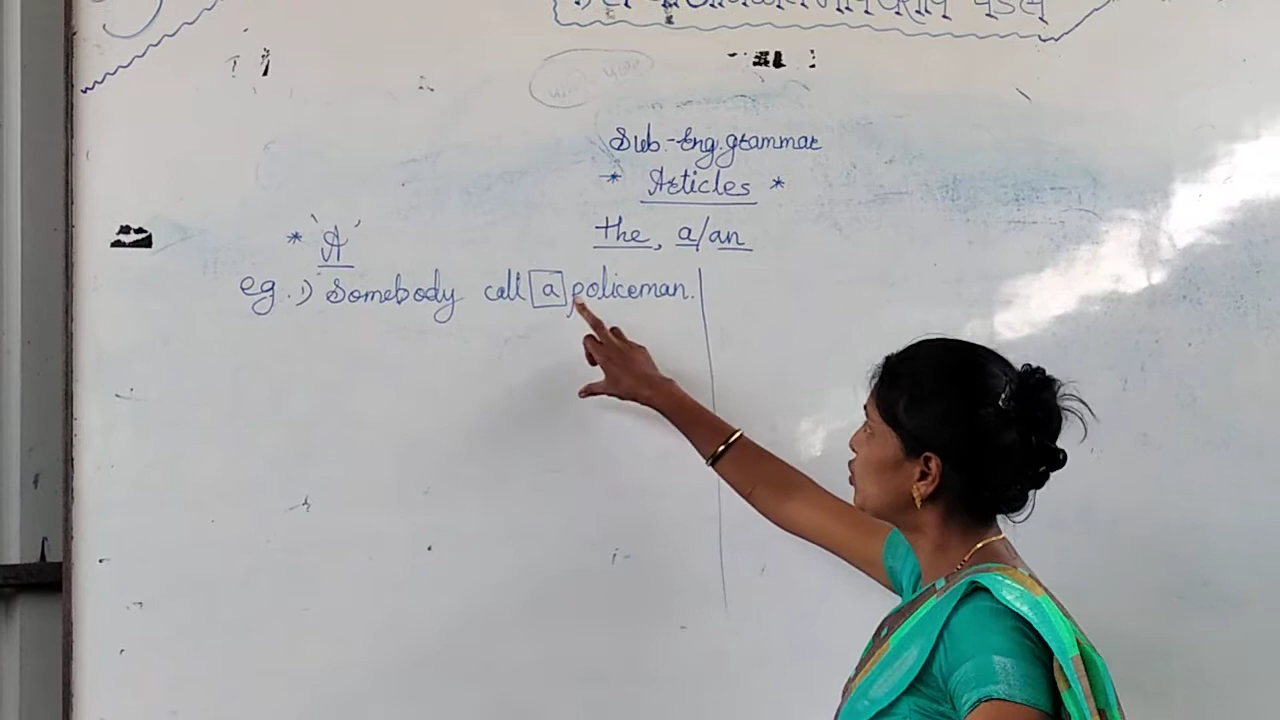 Sub.-Eng.grammar
* Articles *
the, a/an
* 'A'
eg. 1) Somebody call a policeman.